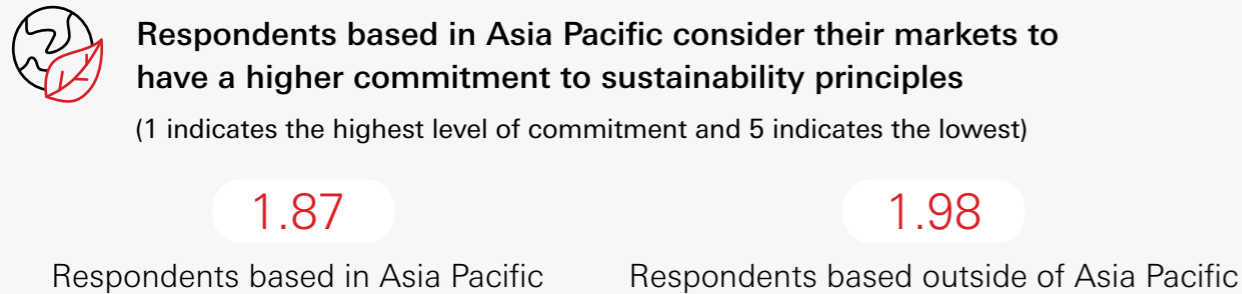 Respondents based in Asia Pacific consider their markets to
have a higher commitment to sustainability principles
(1 indicates the highest level of commitment and 5 indicates the lowest)
1.87
Respondents based in Asia Pacific
1.98
Respondents based outside of Asia Pacific